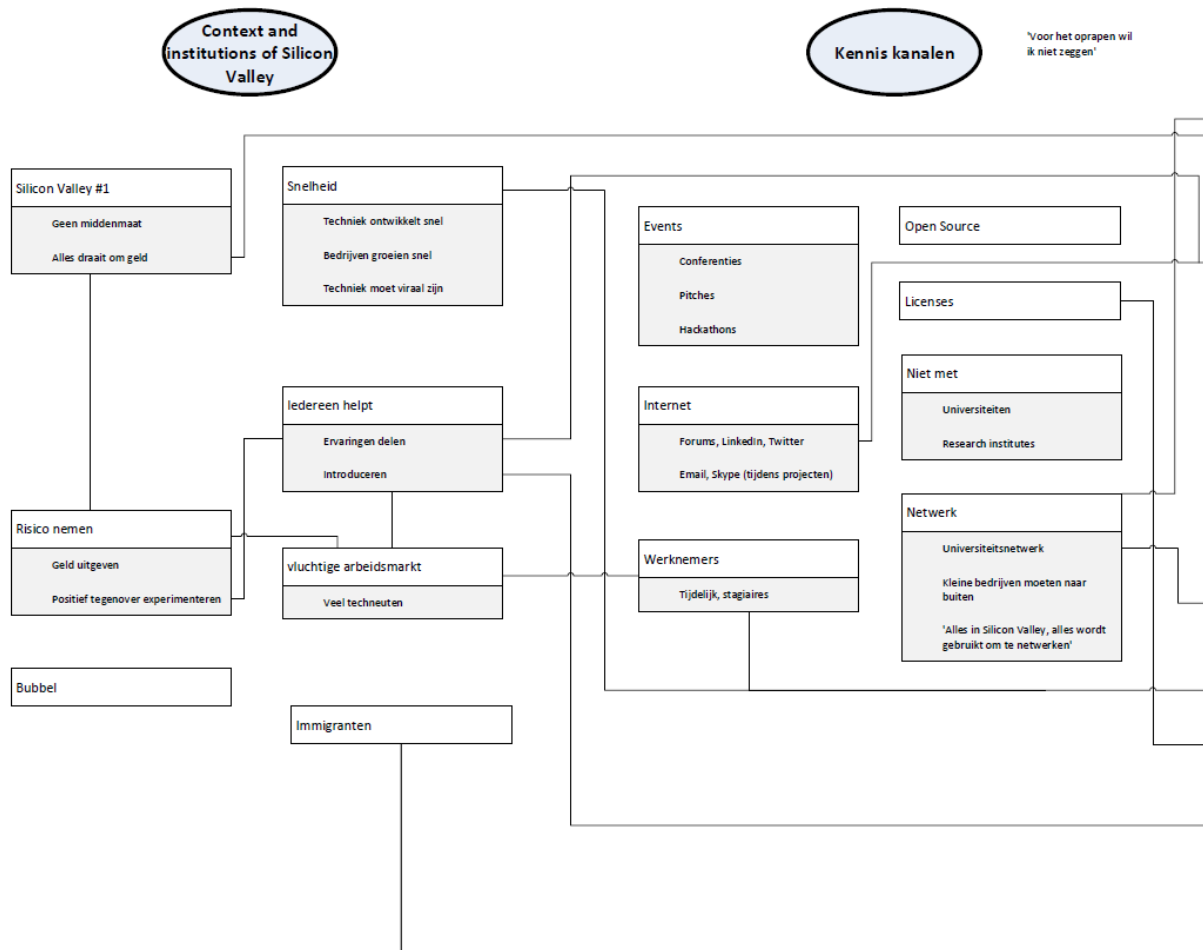 Context and
institutions of Silicon
Valley
Kennis kanalen
'Voor het oprapen wil
ik niet zeggen'
Silicon Valley #1
Geen middenmaat
Alles draait om geld
Risico nemen
Geld uitgeven
Positief tegenover experimenteren
Bubbel
Snelheid
Techniek ontwikkelt snel
Bedrijven groeien snel
Techniek moet viraal zijn
Iedereen helpt
Ervaringen delen
Introduceren
vluchtige arbeidsmarkt
Veel techneuten
Immigranten
Events
Conferenties
Pitches
Hackathons
Internet
Forums, LinkedIn, Twitter
Email, Skype (tijdens projecten)
Werknemers
Tijdelijk, stagiaires
Open Source
Licenses
Niet met
Universiteiten
Research institutes
Netwerk
Universiteitsnetwerk
Kleine bedrijven moeten naar
buiten
'Alles in Silicon Valley, alles wordt
gebruikt om te netwerken'